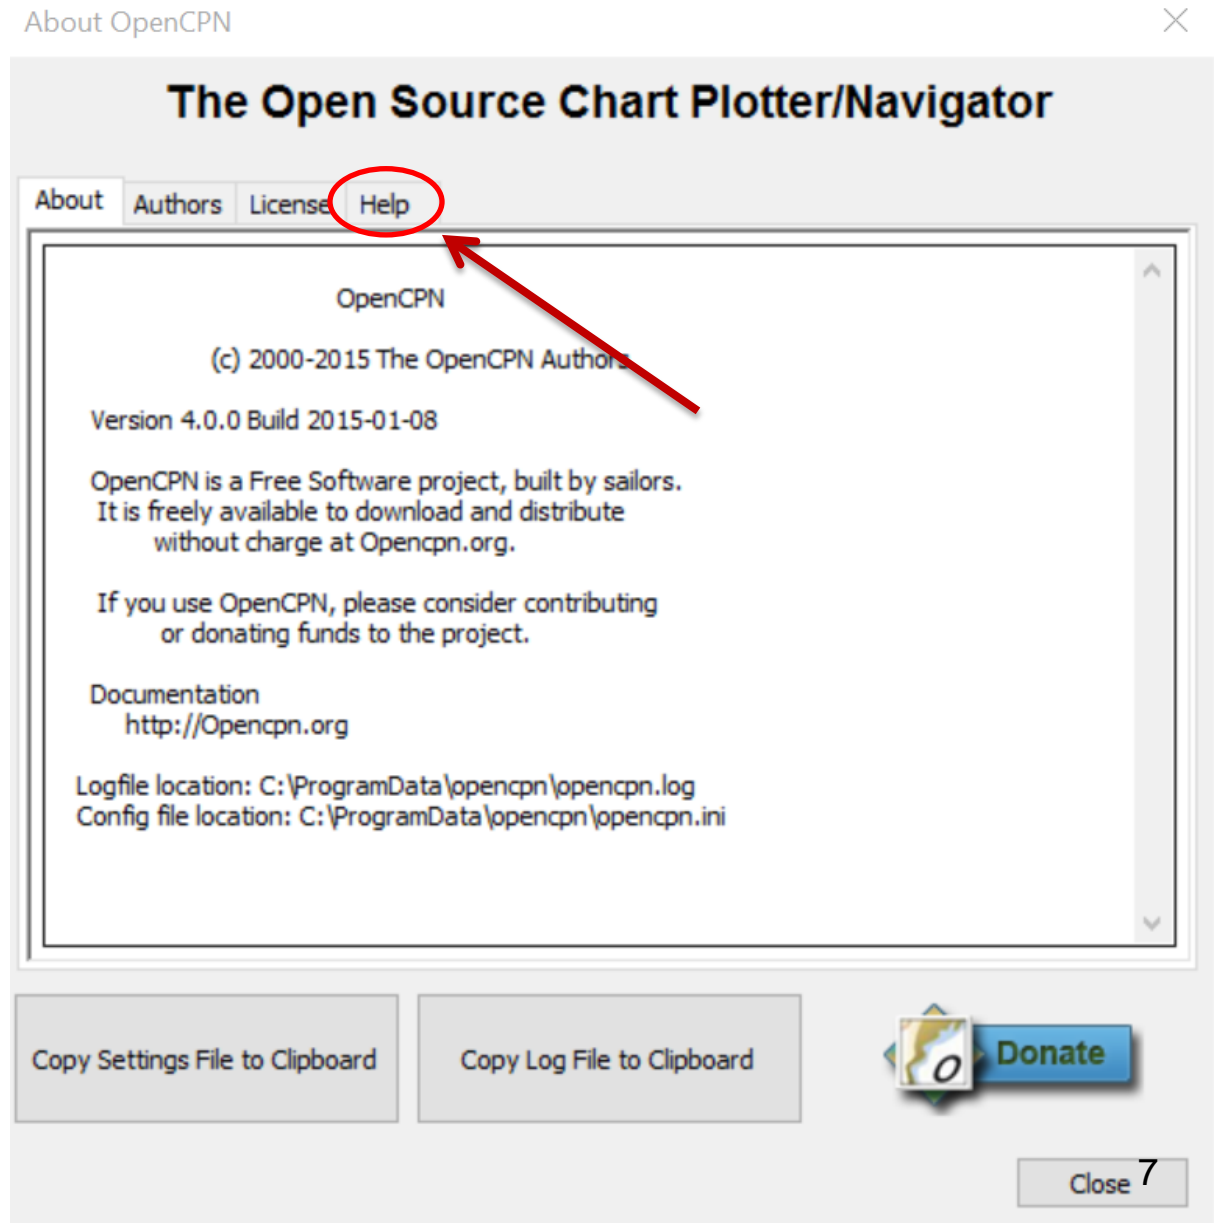 About OpenCPN
The Open Source Chart Plotter/Navigator
About Authors License Help
OpenCPN
(c) 2000-2015 The OpenCPN Authors
Version 4.0.0 Build 2015-01-08
OpenCPN is a Free Software project, built by sailors.
It is freely available to download and distribute
without charge at Opencpn.org.
If you use OpenCPN, please consider contributing
or donating funds to the project.
Documentation
http://Opencpn.org
Logfile location: C:\ProgramData\opencpn\opencpn.log
Config file location: C:\ProgramData\opencpn\opencpn.ini
Copy Settings File to Clipboard Copy Log File to Clipboard O Donate
Close 7